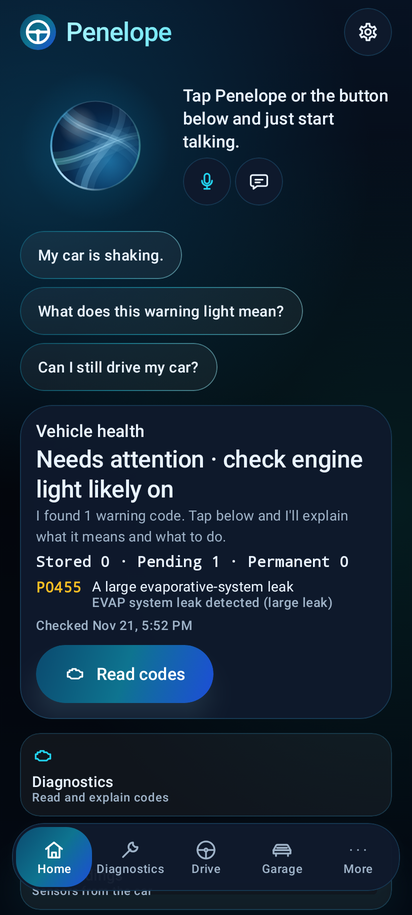 Penelope
Tap Penelope or the button
below and just start
talking.
My car is shaking.
What does this warning light mean?
Can I still drive my car?
Vehicle health
Needs attention · check engine
light likely on
I found 1 warning code. Tap below and I'll explain
what it means and what to do.
Stored 0 · Pending 1 · Permanent 0
P0455 A large evaporative-system leak
EVAP system leak detected (large leak)
Checked Nov 21, 5:52 PM
Read codes
Diagnostics
Read and explain codes
Home
Diagnostics
Drive
Garage
More
Sensors from the car